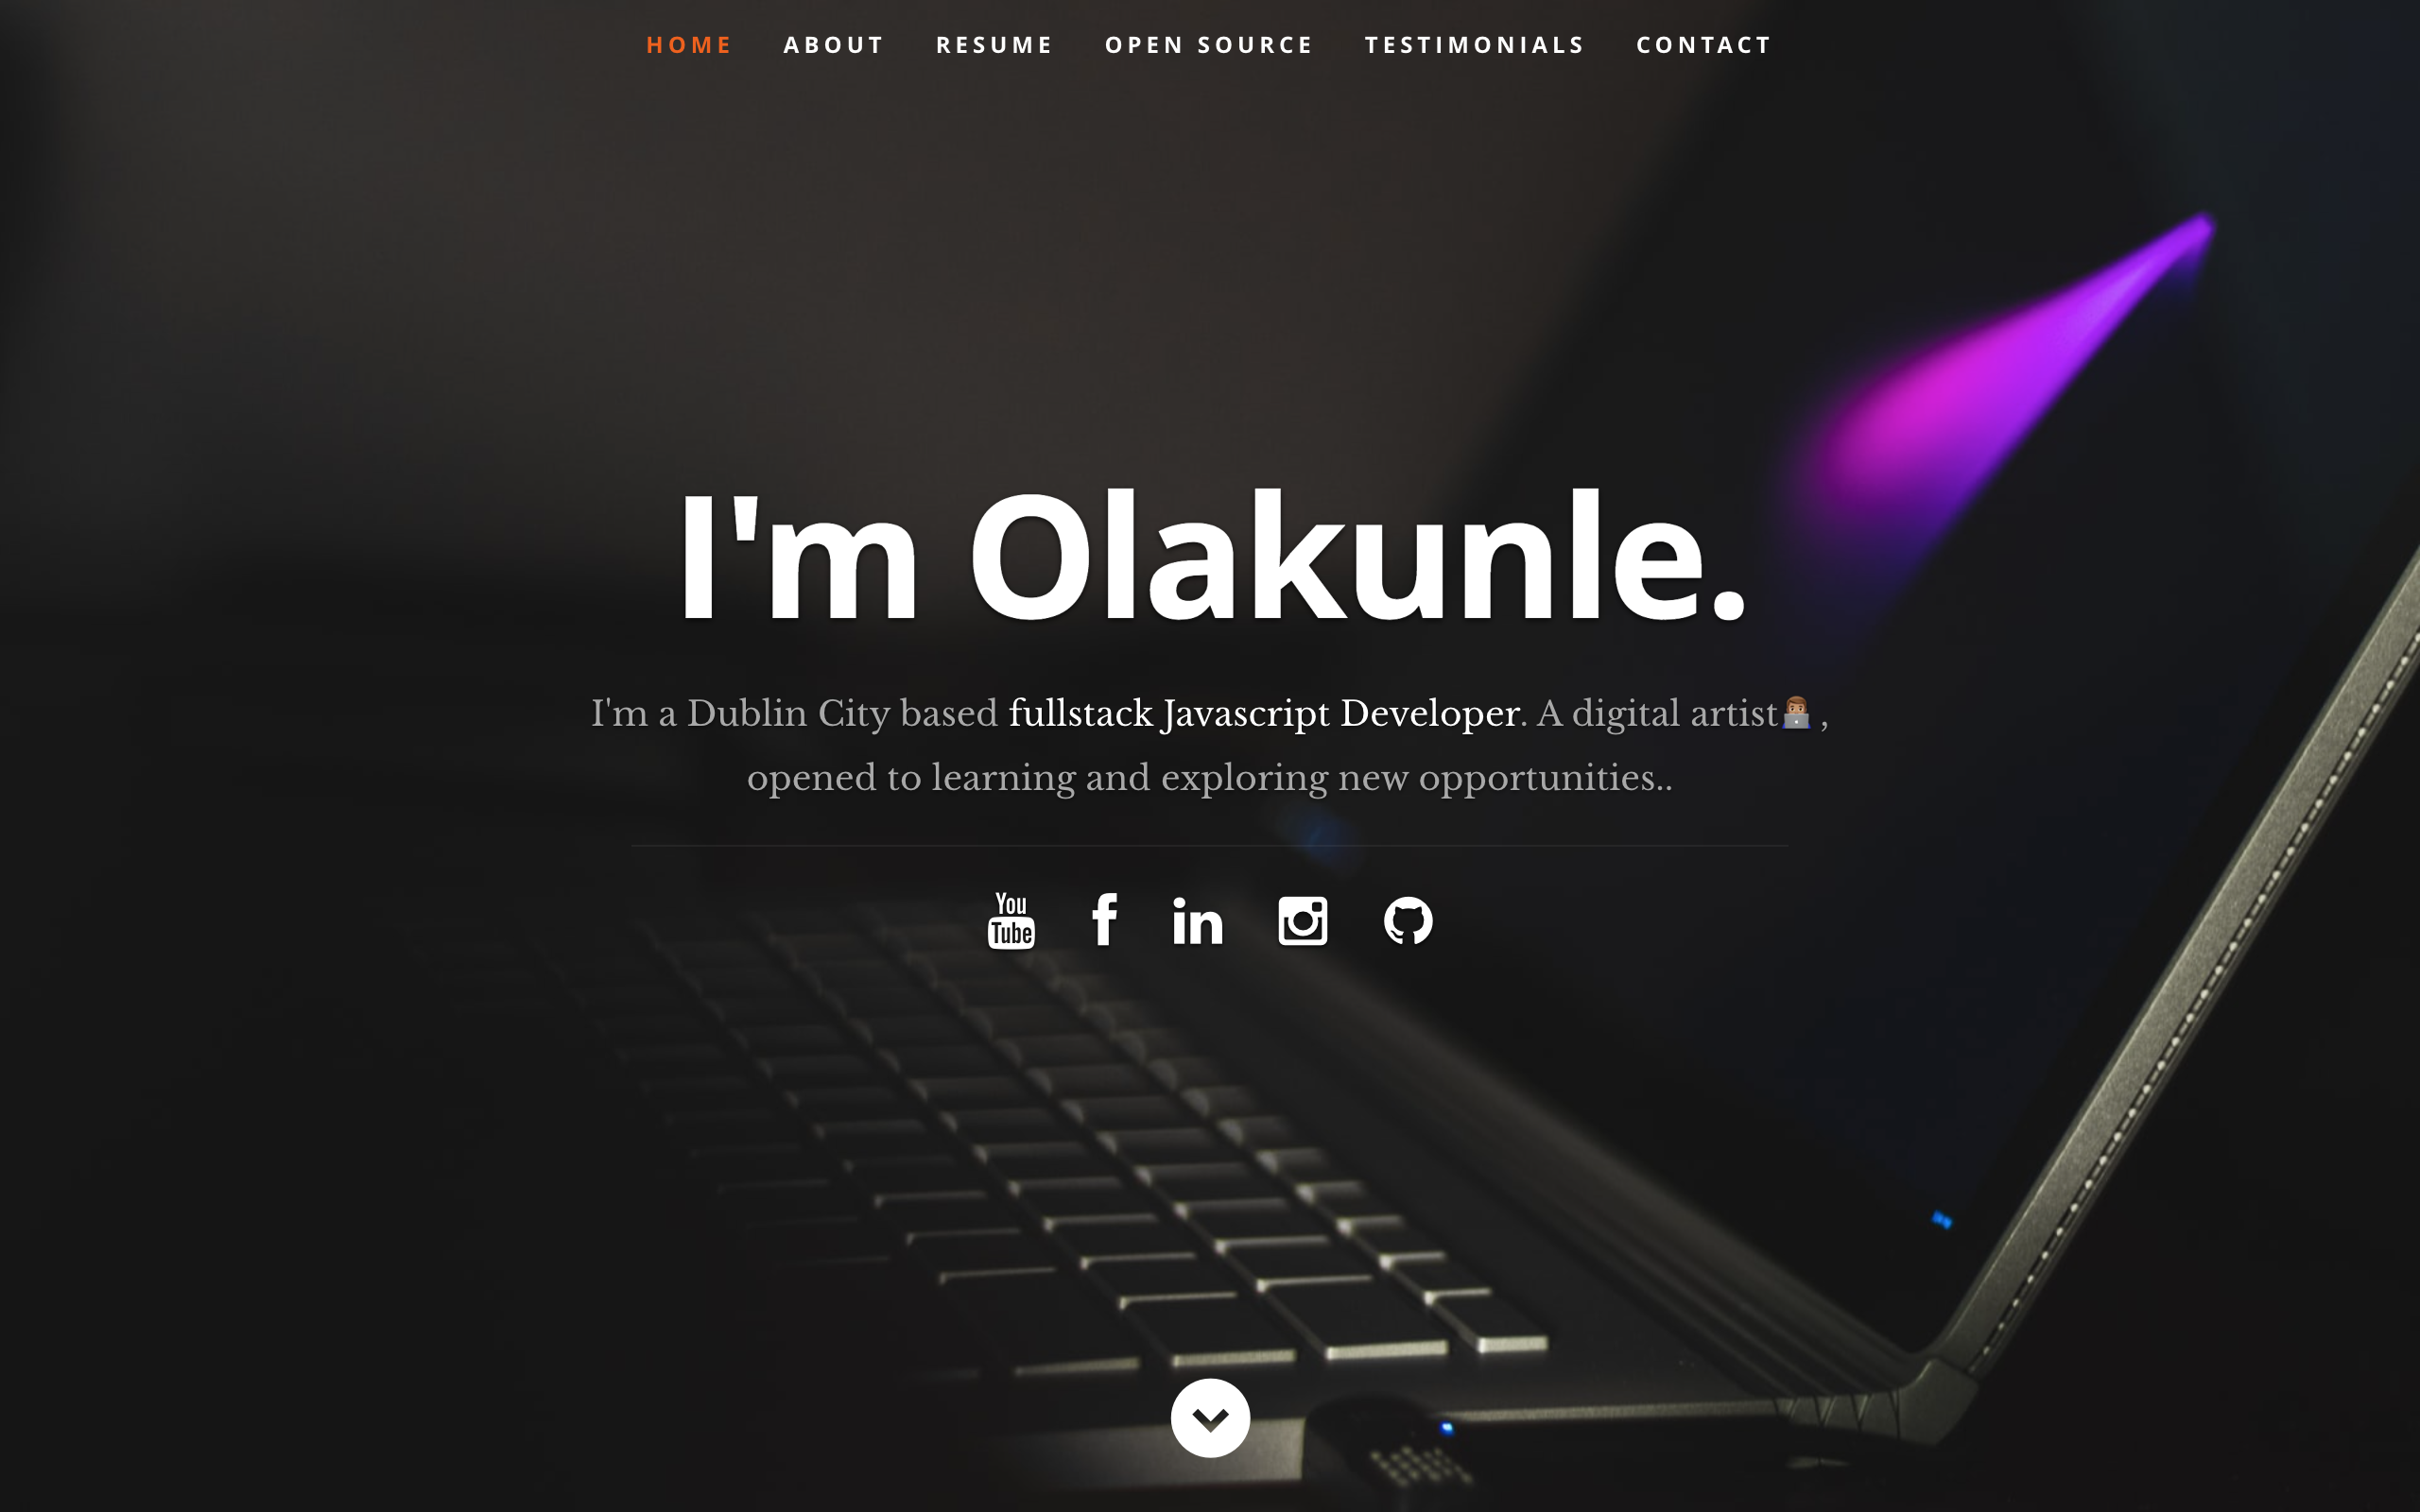 HOME ABOUT RESUME OPEN SOURCE TESTIMONIALS CONTACT
I'm Olakunle.
I'm a Dublin City based fullstack Javascript Developer. A digital artist👨🏽‍💻 ,
opened to learning and exploring new opportunities..
You
Tube
f in